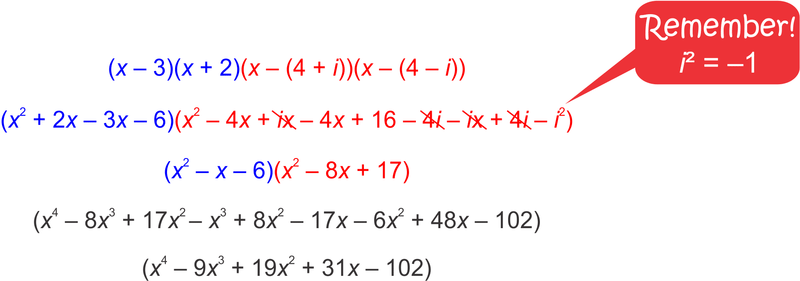 Remember!
i² = –1
(x – 3)(x + 2)(x – (4 + i))(x – (4 – i))
(x² + 2x – 3x – 6)(x² – 4x + ix – 4x + 16 – 4i – ix + 4i – i²)
(x² – x – 6)(x² – 8x + 17)
(x⁴ – 8x³ + 17x² – x³ + 8x² – 17x – 6x² + 48x – 102)
(x⁴ – 9x³ + 19x² + 31x – 102)